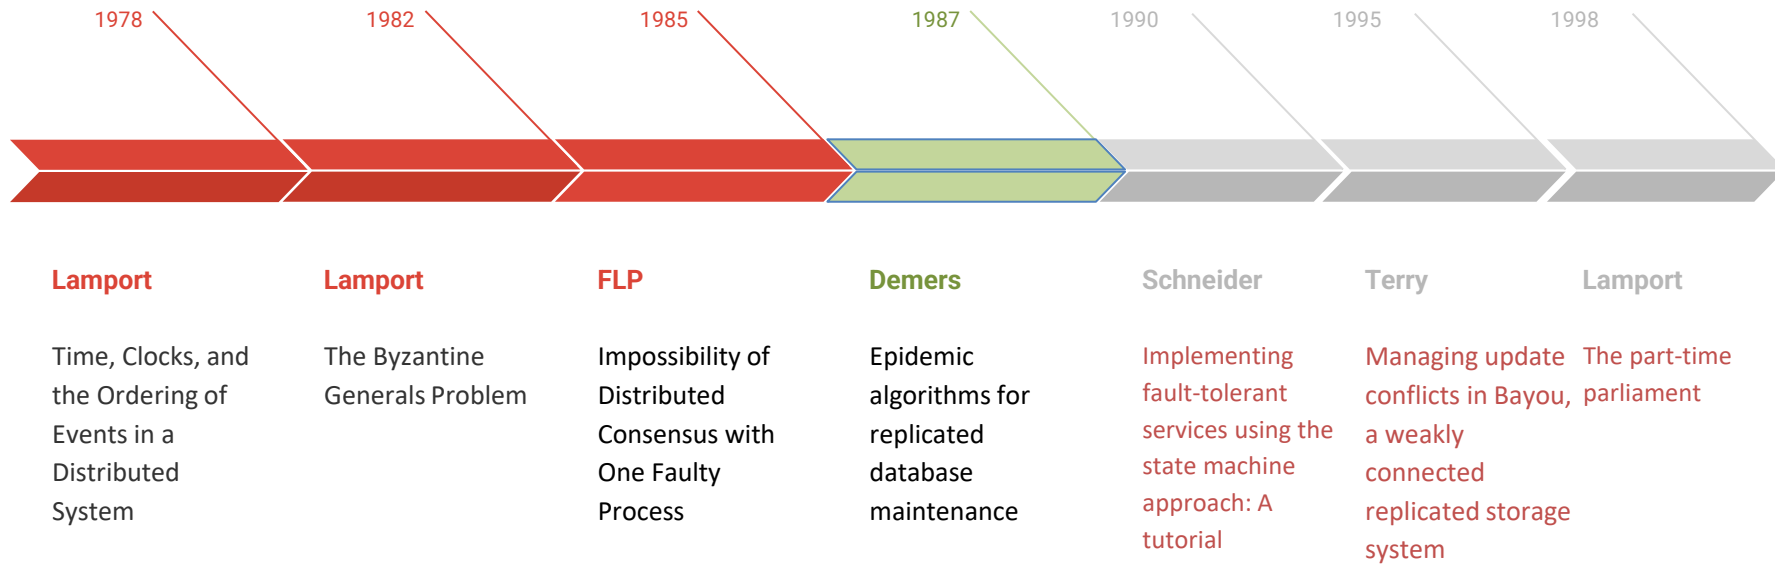 1978
1982
1985
1987
1990
1995
1998
Lamport
Time, Clocks, and
the Ordering of
Events in a
Distributed
System
Lamport
The Byzantine
Generals Problem
FLP
Impossibility of
Distributed
Consensus with
One Faulty
Process
Demers
Epidemic
algorithms for
replicated
database
maintenance
Schneider
Implementing
fault-tolerant
services using the
state machine
approach: A
tutorial
Terry
Managing update
conflicts in Bayou,
a weakly
connected
replicated storage
system
Lamport
The part-time
parliament